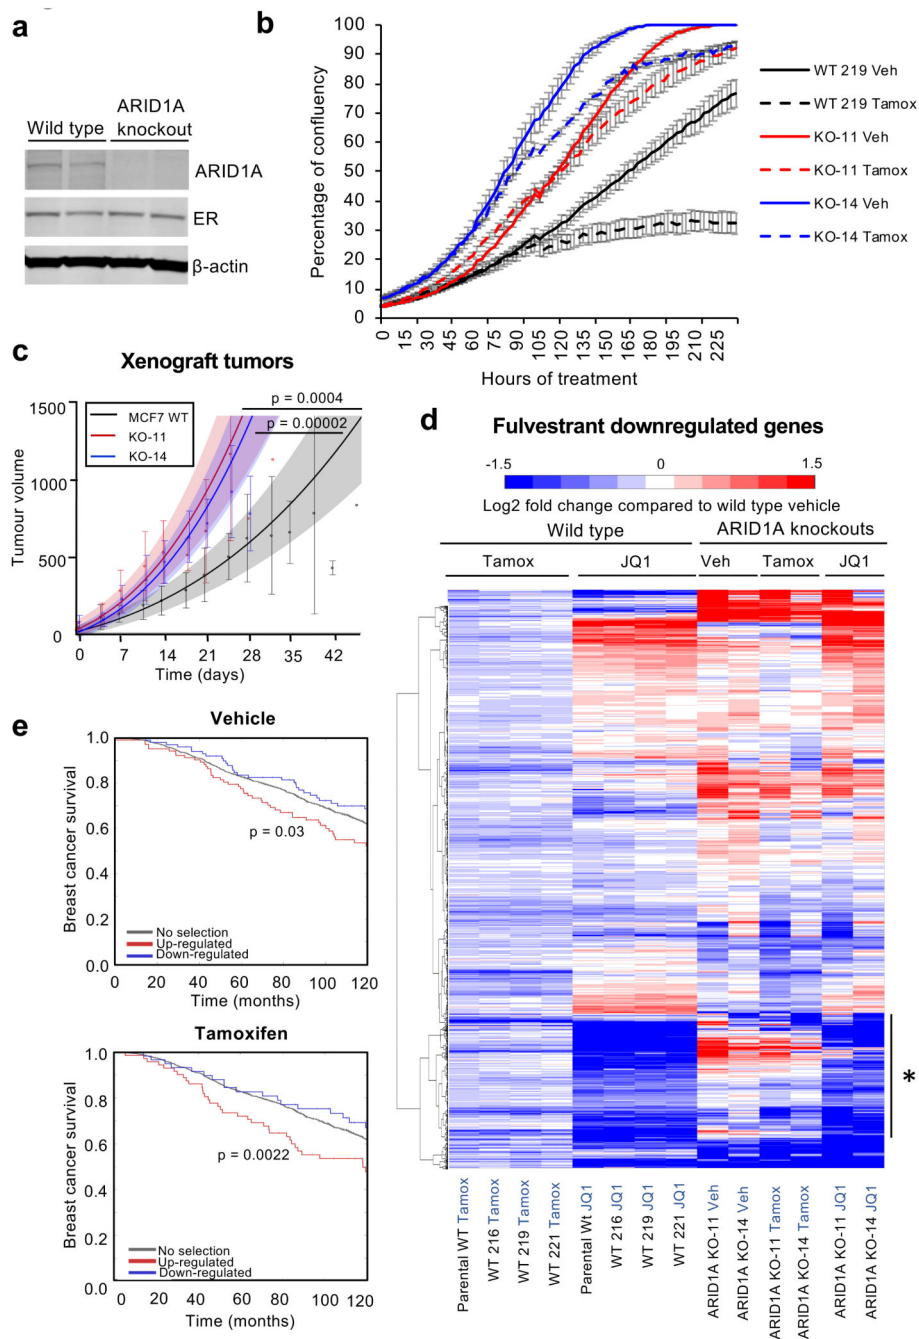 a
Wild type
ARID1A
knockout
ARID1A
ER
β-actin
b
Percentage of confluency
100
90
80
70
60
50
40
30
20
10
0
0
15
30
45
60
75
90
105
120
135
150
165
180
195
210
225
Hours of treatment
WT 219 Veh
WT 219 Tamox
KO-11 Veh
KO-11 Tamox
KO-14 Veh
KO-14 Tamox
c
Xenograft tumors
Tumour volume
1500
1000
500
0
MCF7 WT
KO-11
KO-14
p = 0.0004
p = 0.00002
0 7 14 21 28 35 42
Time (days)
d
Fulvestrant downregulated genes
-1.5 0 1.5
Log2 fold change compared to wild type vehicle
Wild type
ARID1A knockouts
Tamox
JQ1
Veh
Tamox
JQ1
*
Parental WT Tamox
WT 216 Tamox
WT 219 Tamox
WT 221 Tamox
Parental Wt JQ1
WT 216 JQ1
WT 219 JQ1
WT 221 JQ1
ARID1A KO-11 Veh
ARID1A KO-14 Veh
ARID1A KO-11 Tamox
ARID1A KO-14 Tamox
ARID1A KO-11 JQ1
ARID1A KO-14 JQ1
e
Vehicle
Breast cancer survival
1.0
0.8
0.6
0.4
0.2
0.0
p = 0.03
No selection
Up-regulated
Down-regulated
0 20 40 60 80 100 120
Time (months)
Tamoxifen
Breast cancer survival
1.0
0.8
0.6
0.4
0.2
0.0
p = 0.0022
No selection
Up-regulated
Down-regulated
0 20 40 60 80 100 120
Time (months)